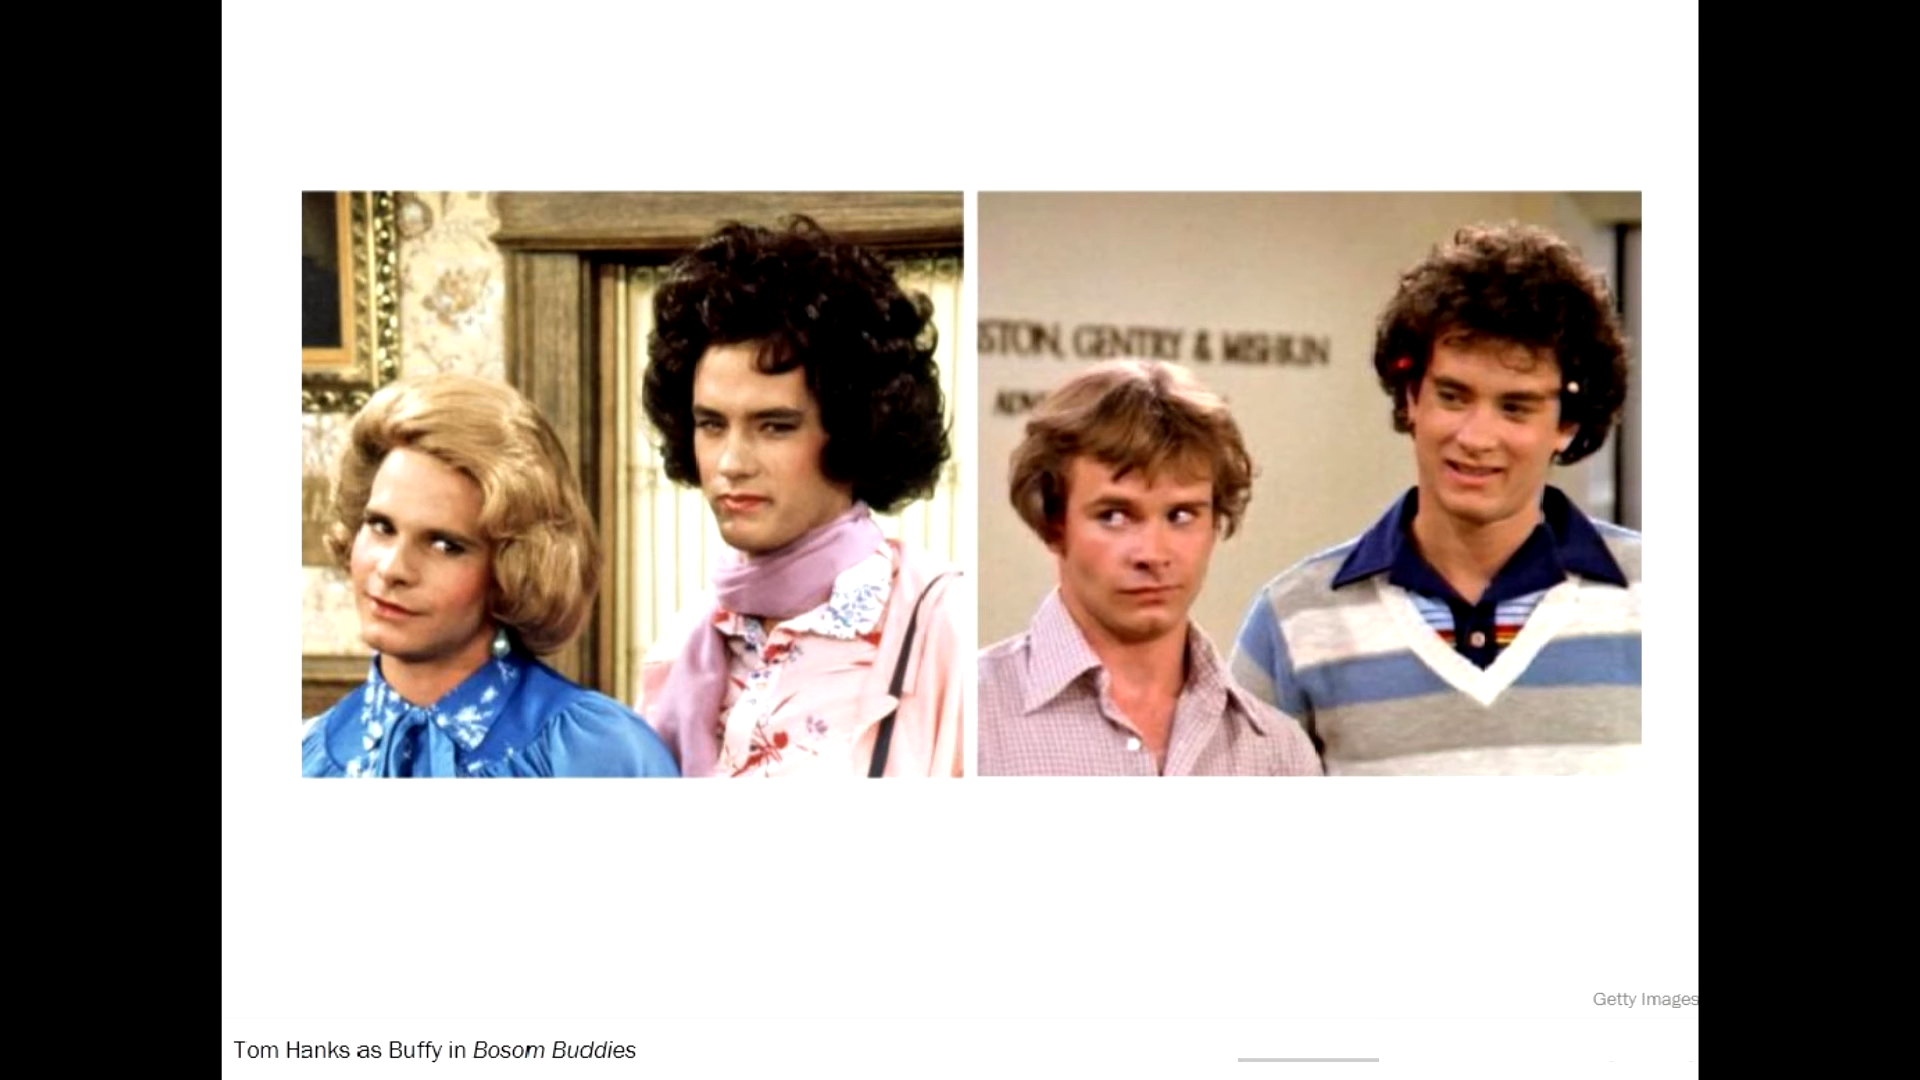 STON, GENTRY & MISHKIN
Getty Images
Tom Hanks as Buffy in Bosom Buddies